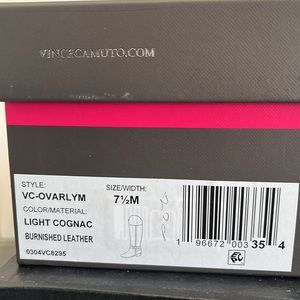 VINCECAMUTO.COM
STYLE: SIZE/WIDTH:
VC-OVARLYM 7½M
COLOR/MATERIAL:
LIGHT COGNAC
BURNISHED LEATHER
0304VC8295
1 96672 00335 4